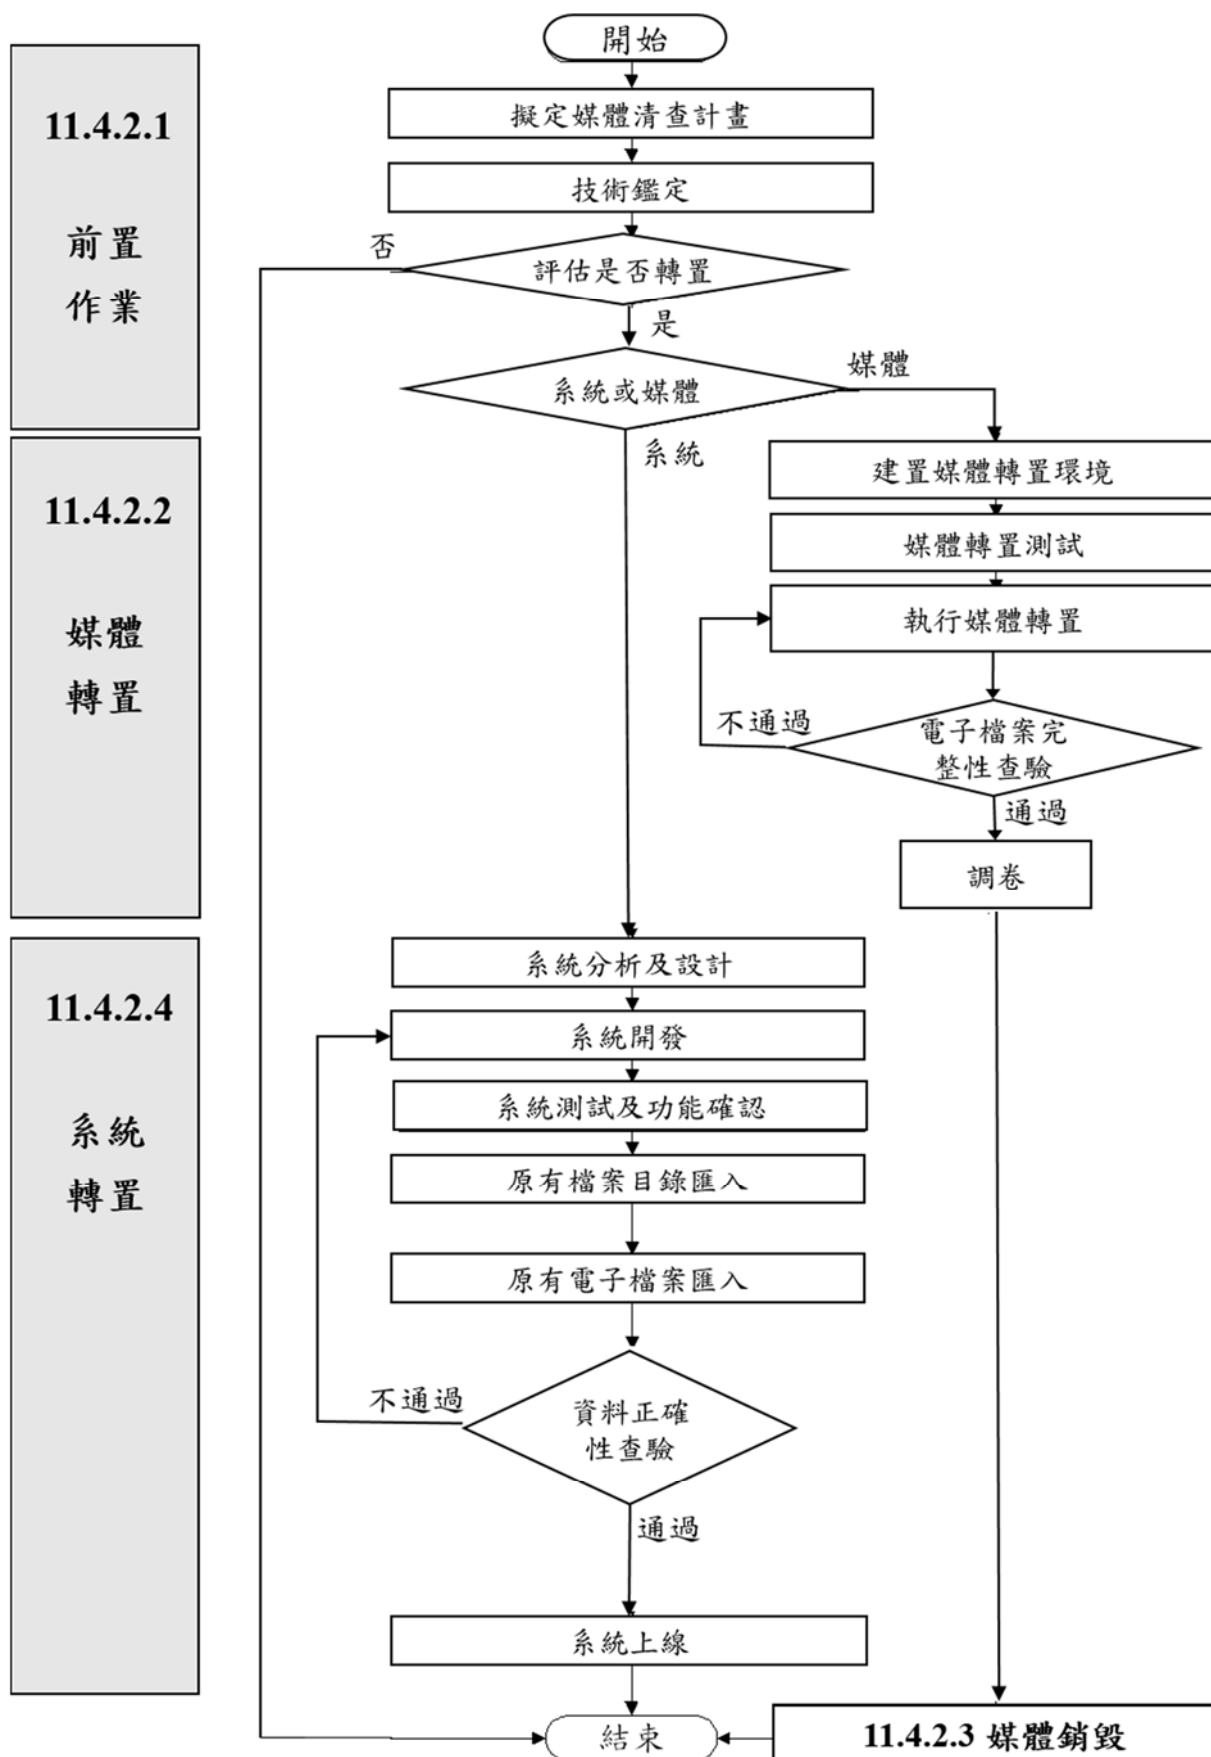 開始
11.4.2.1
前置
作業
擬定媒體清查計畫
技術鑑定
否
評估是否轉置
是
系統或媒體
媒體
系統
11.4.2.2
媒體
轉置
建置媒體轉置環境
媒體轉置測試
執行媒體轉置
不通過
電子檔案完
整性查驗
通過
調卷
11.4.2.4
系統
轉置
系統分析及設計
系統開發
系統測試及功能確認
原有檔案目錄匯入
原有電子檔案匯入
不通過
資料正確
性查驗
通過
系統上線
結束
11.4.2.3 媒體銷毀